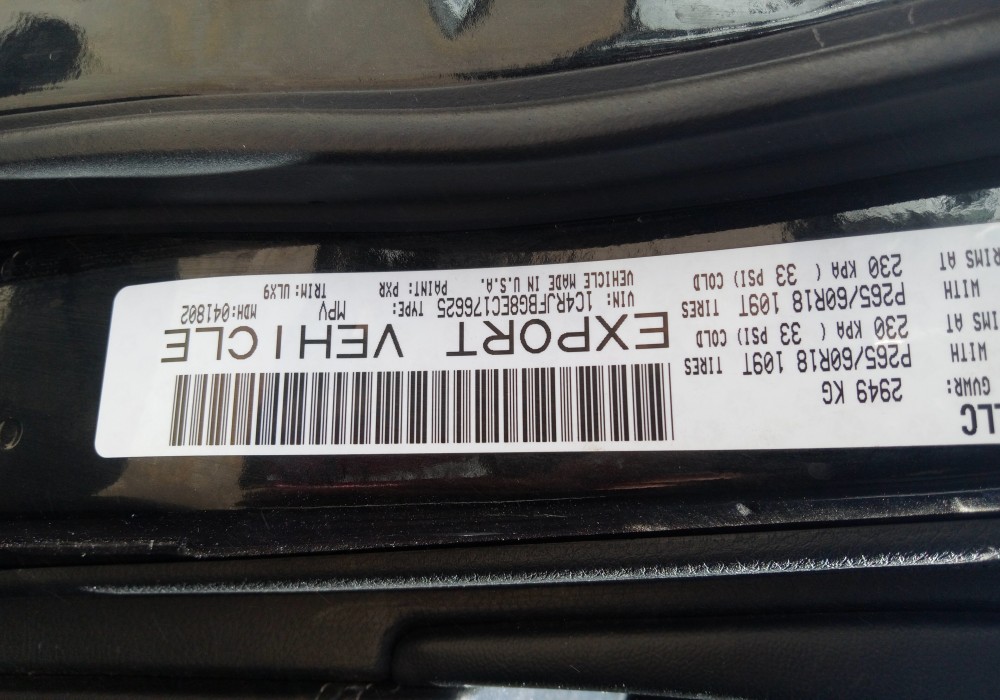 LLC
GVWR: 2949 KG
WITH P265/60R18 109T TIRES
RIMS AT 230 KPA ( 33 PSI) COLD
WITH P265/60R18 109T TIRES
RIMS AT 230 KPA ( 33 PSI) COLD
EXPORT VEHICLE
VIN: 1C4RJFBG8EC176625 TYPE: MPV MDH:041802
VEHICLE MADE IN U.S.A. PAINT: PXR TRIM: ULX9